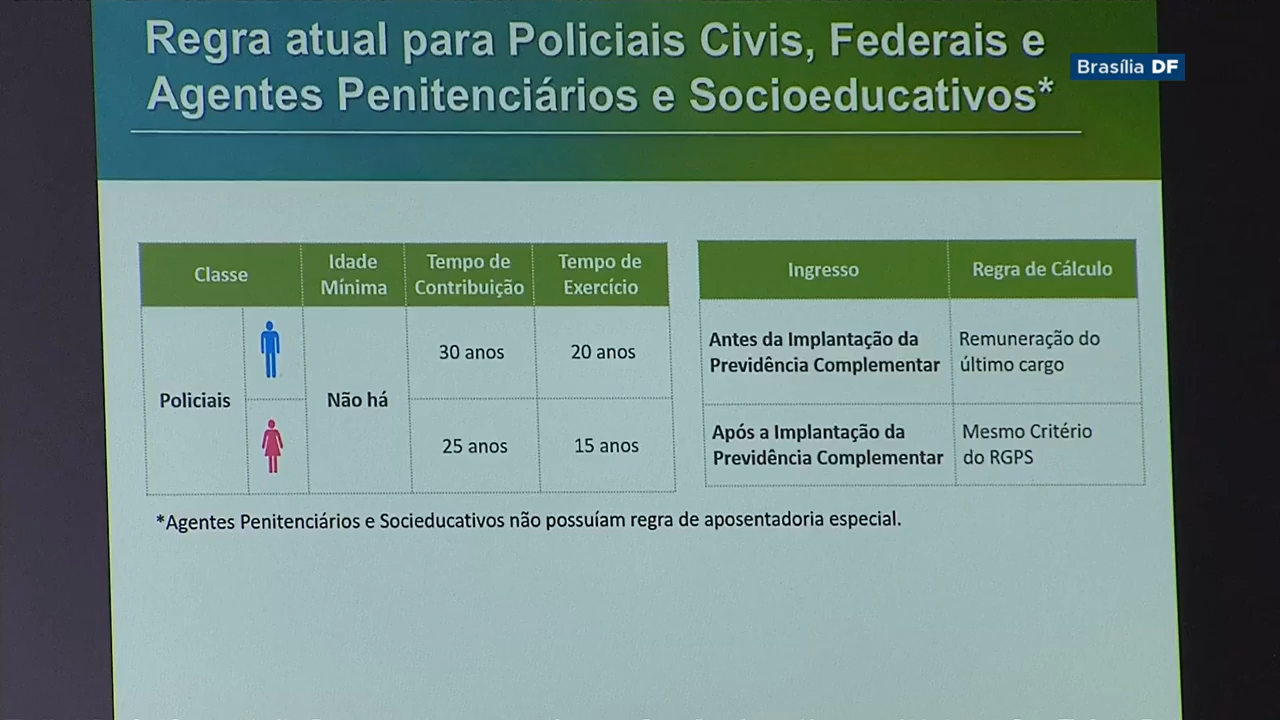 Regra atual para Policiais Civis, Federais e
Agentes Penitenciários e Socioeducativos*
Brasília DF
Classe
Idade
Mínima
Tempo de
Contribuição
Tempo de
Exercício
Policiais
Não há
30 anos
20 anos
25 anos
15 anos
Ingresso
Regra de Cálculo
Antes da Implantação da
Previdência Complementar
Remuneração do
último cargo
Após a Implantação da
Previdência Complementar
Mesmo Critério
do RGPS
*Agentes Penitenciários e Socieducativos não possuíam regra de aposentadoria especial.